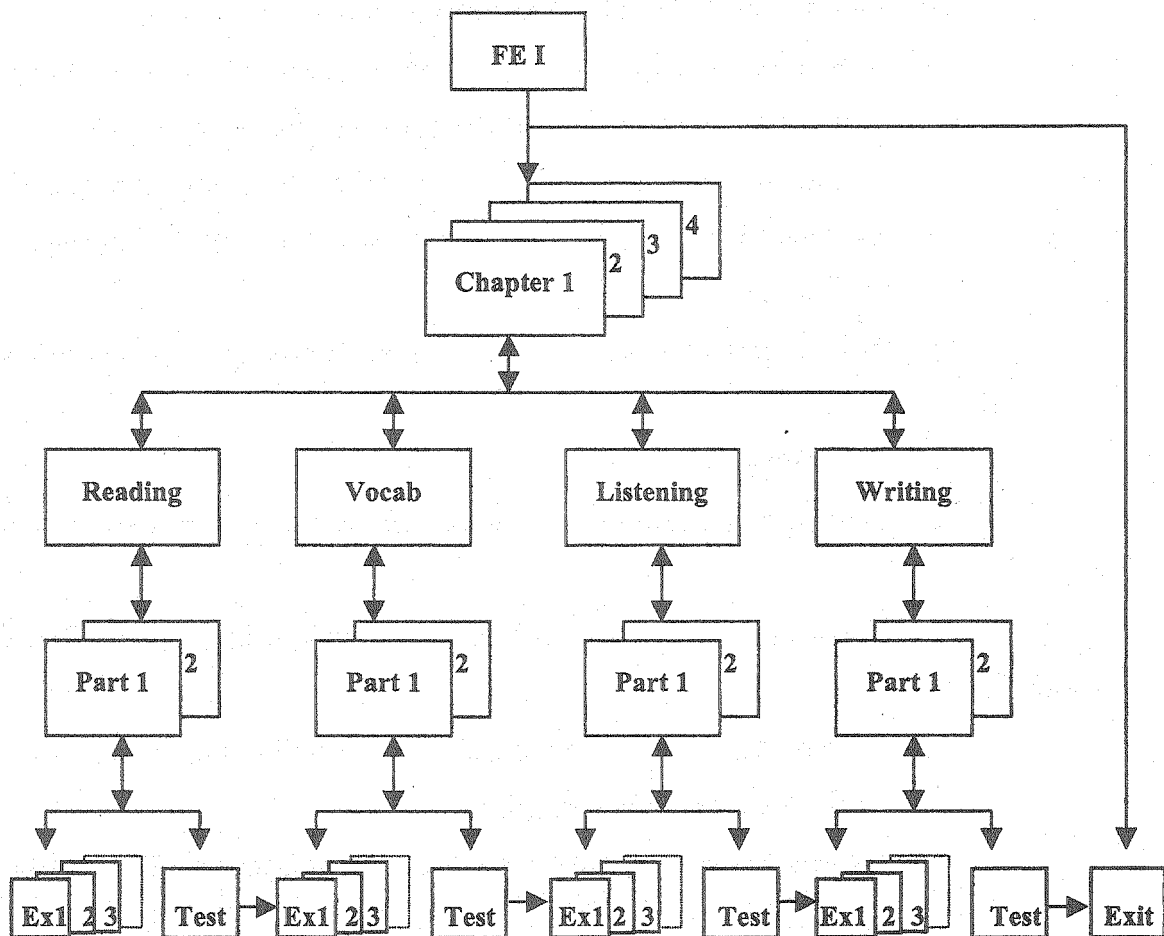 FE I
4
3
2
Chapter 1
Reading Vocab Listening Writing
2 2 2 2
Part 1 Part 1 Part 1 Part 1
Ex1 2 3 Test Ex1 2 3 Test Ex1 2 3 Test Ex1 2 3 Test Exit